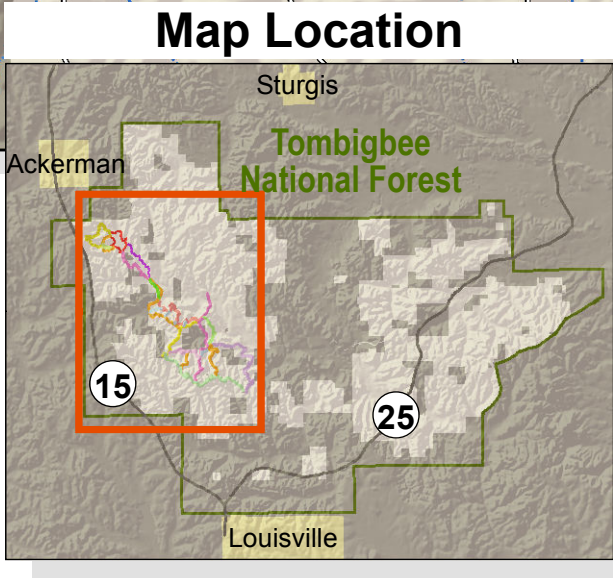 Map Location
Sturgis
Ackerman
Tombigbee
National Forest
15
25
Louisville